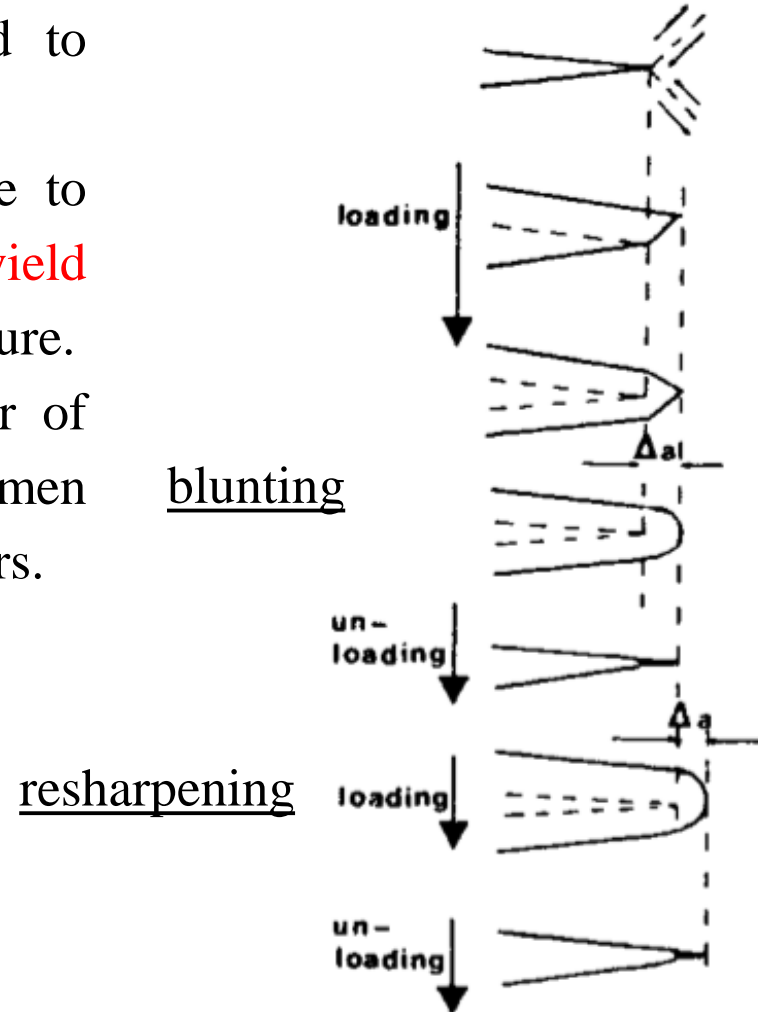 d to
e to
yield
ure.
r of
men
rs.
blunting
resharpening
loading
Δa
un-
loading
Δa
loading
un-
loading